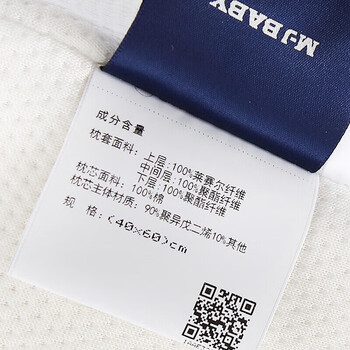 M·J BABY
成分含量
枕套面料：上层：100%莱赛尔纤维
中间层：100%聚酯纤维
下层：100%聚酯纤维
枕芯面料：100%棉
枕芯主体材质：90%聚异戊二烯10%其他
规 格：(40×60)cm